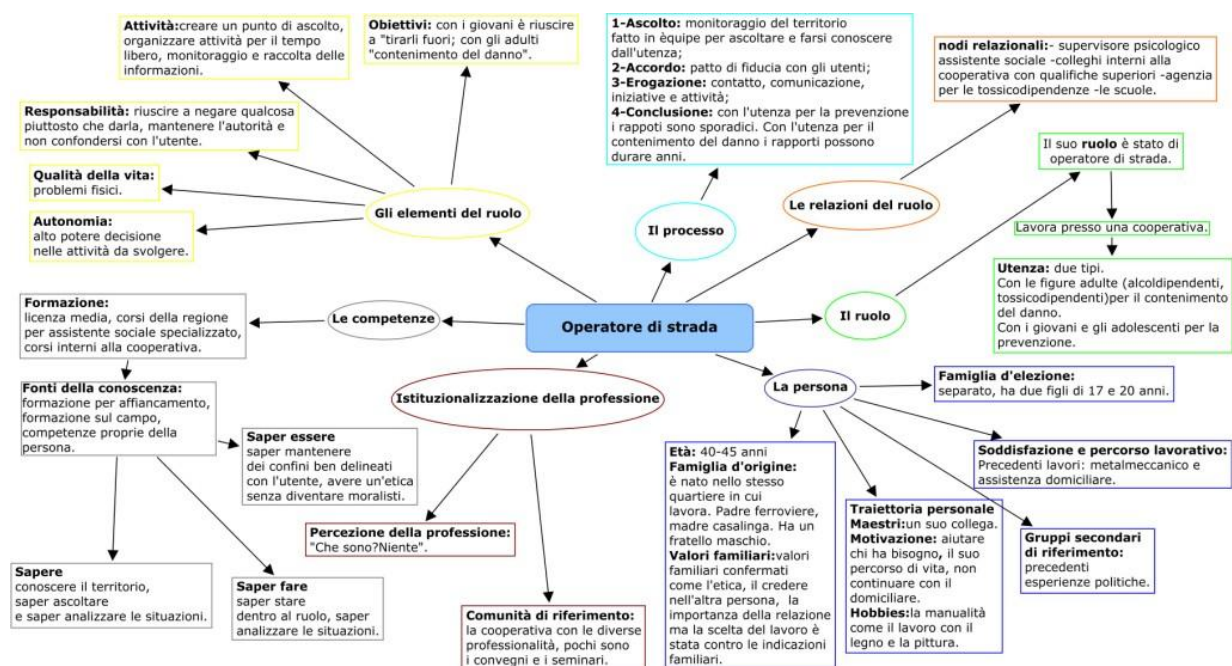 Attività:creare un punto di ascolto,
organizzare attività per il tempo
libero, monitoraggio e raccolta delle
informazioni.
Obiettivi: con i giovani è riuscire
a "tirarli fuori; con gli adulti
"contenimento del danno".
1-Ascolto: monitoraggio del territorio
fatto in èquipe per ascoltare e farsi conoscere
dall'utenza;
2-Accordo: patto di fiducia con gli utenti;
3-Erogazione: contatto, comunicazione,
iniziative e attività;
4-Conclusione: con l'utenza per la prevenzione
i rappoti sono sporadici. Con l'utenza per il
contenimento del danno i rapporti possono
durare anni.
nodi relazionali:- supervisore psicologico
assistente sociale -colleghi interni alla
cooperativa con qualifiche superiori -agenzia
per le tossicodipendenze -le scuole.
Responsabilità: riuscire a negare qualcosa
piuttosto che darla, mantenere l'autorità e
non confondersi con l'utente.
Qualità della vita:
problemi fisici.
Autonomia:
alto potere decisione
nelle attività da svolgere.
Gli elementi del ruolo
Il processo
Le relazioni del ruolo
Il suo ruolo è stato di
operatore di strada.
Lavora presso una cooperativa.
Utenza: due tipi.
Con le figure adulte (alcoldipendenti,
tossicodipendenti)per il contenimento
del danno.
Con i giovani e gli adolescenti per la
prevenzione.
Formazione:
licenza media, corsi della regione
per assistente sociale specializzato,
corsi interni alla cooperativa.
Le competenze
Operatore di strada
Il ruolo
Fonti della conoscenza:
formazione per affiancamento,
formazione sul campo,
competenze proprie della
persona.
Istituzionalizzazione della professione
La persona
Famiglia d'elezione:
separato, ha due figli di 17 e 20 anni.
Saper essere
saper mantenere
dei confini ben delineati
con l'utente, avere un'etica
senza diventare moralisti.
Soddisfazione e percorso lavorativo:
Precedenti lavori: metalmeccanico e
assistenza domiciliare.
Percezione della professione:
"Che sono?Niente".
Età: 40-45 anni
Famiglia d'origine:
è nato nello stesso
quartiere in cui
lavora. Padre ferroviere,
madre casalinga. Ha un
fratello maschio.
Valori familiari:valori
familiari confermati
come l'etica, il credere
nell'altra persona, la
importanza della relazione
ma la scelta del lavoro è
stata contro le indicazioni
familiari.
Traiettoria personale
Maestri:un suo collega.
Motivazione: aiutare
chi ha bisogno, il suo
percorso di vita, non
continuare con il
domiciliare.
Hobbies:la manualità
come il lavoro con il
legno e la pittura.
Gruppi secondari
di riferimento:
precedenti
esperienze politiche.
Sapere
conoscere il territorio,
saper ascoltare
e saper analizzare le situazioni.
Saper fare
saper stare
dentro al ruolo, saper
analizzare le situazioni.
Comunità di riferimento:
la cooperativa con le diverse
professionalità, pochi sono
i convegni e i seminari.